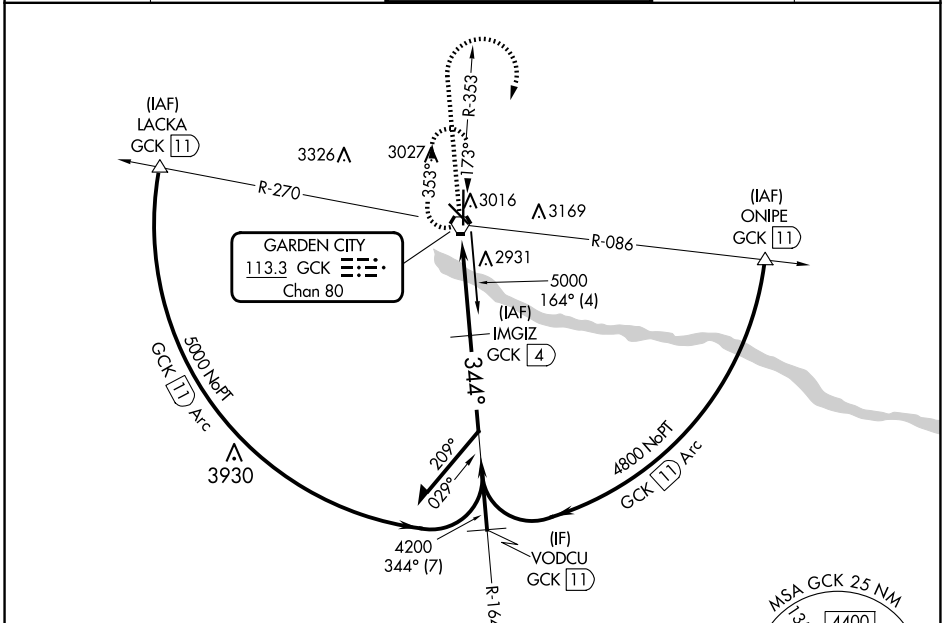 R-353
(IAF)
LACKA
GCK 11
3326
3027
353°
173°
R-270
3016
3169
(IAF)
ONIPE
GCK 11
R-086
GARDEN CITY
113.3 GCK
Chan 80
2931
5000
164° (4)
(IAF)
IMGIZ
GCK 4
344°
5000 NoPT
GCK 11 Arc
4800 NoPT
GCK 11 Arc
3930
209°
029°
4200
344° (7)
(IF)
VODCU
GCK 11
R-164
MSA GCK 25 NM
4400